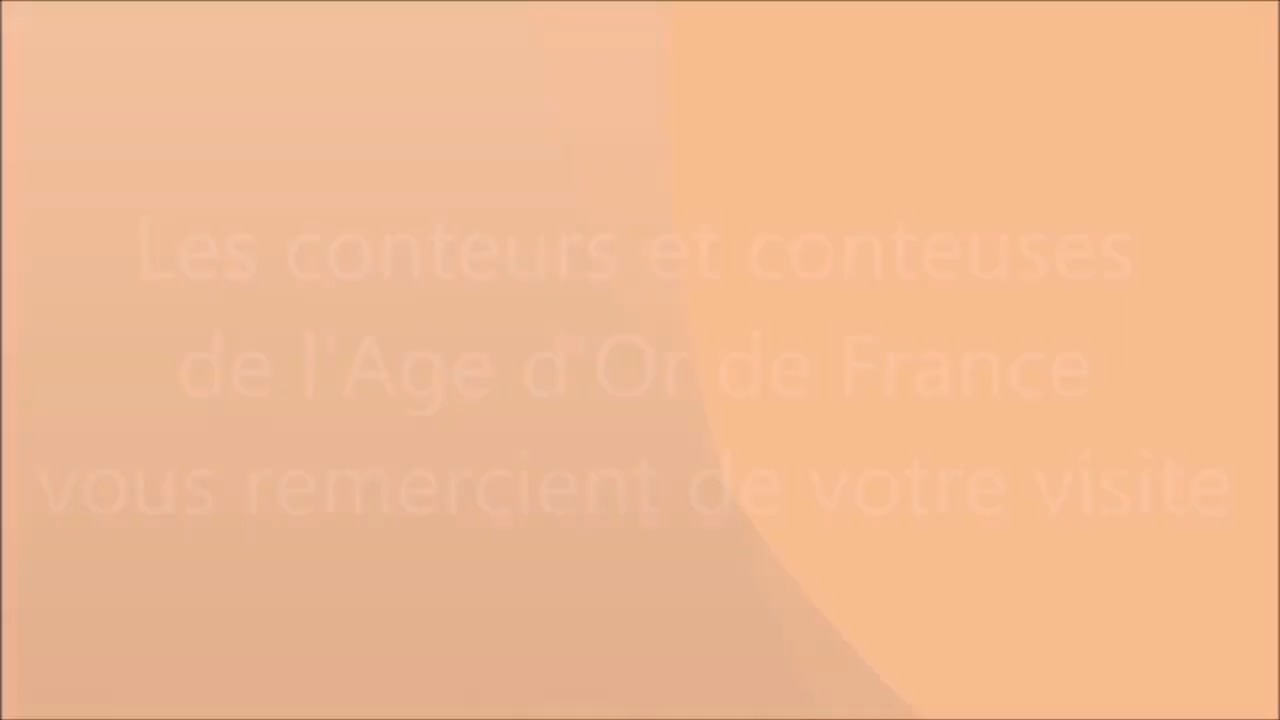 Les conteurs et conteuses
de l'Age d'Or de France
vous remercient de votre visite